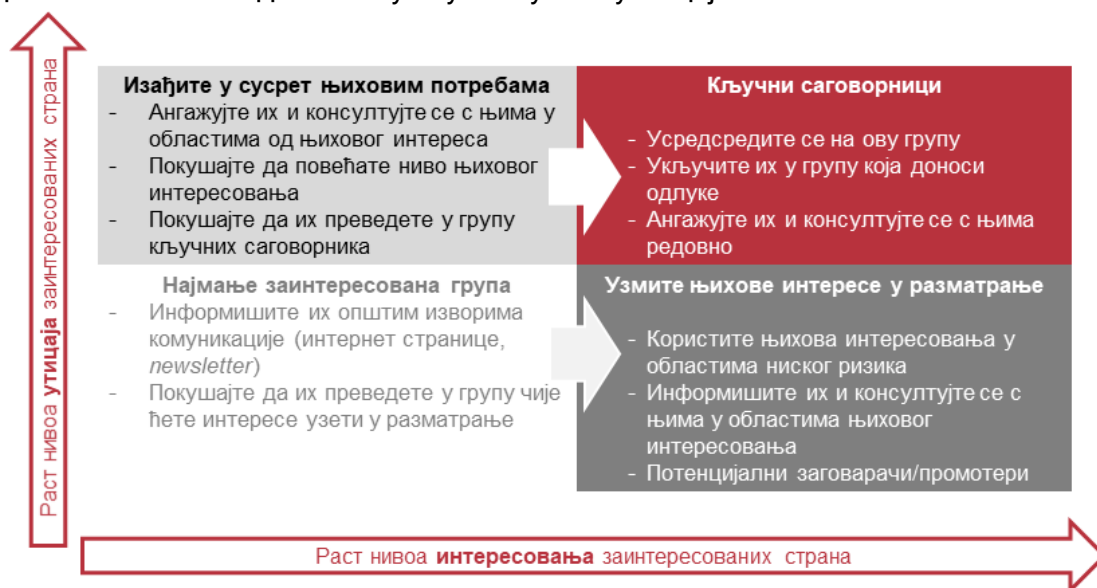 Раст нивоа утицаја заинтересованих страна
Изађите у сусрет њиховим потребама
- Ангажујте их и консултујте се с њима у
областима од њиховог интереса
- Покушајте да повећате ниво њиховог
интересовања
- Покушајте да их преведете у групу
кључних саговорника
Кључни саговорници
- Усредсредите се на ову групу
- Укључите их у групу која доноси
одлуке
- Ангажујте их и консултујте се с њима
редовно
Најмање заинтересована група
- Информишите их општим изворима
комуникације (интернет странице,
newsletter)
- Покушајте да их преведете у групу чије
ћете интересе узети у разматрање
Узмите њихове интересе у разматрање
- Користите њихова интересовања у
областима ниског ризика
- Информишите их и консултујте се с
њима у областима њиховог
интересовања
- Потенцијални заговарачи/промотери
Раст нивоа интересовања заинтересованих страна